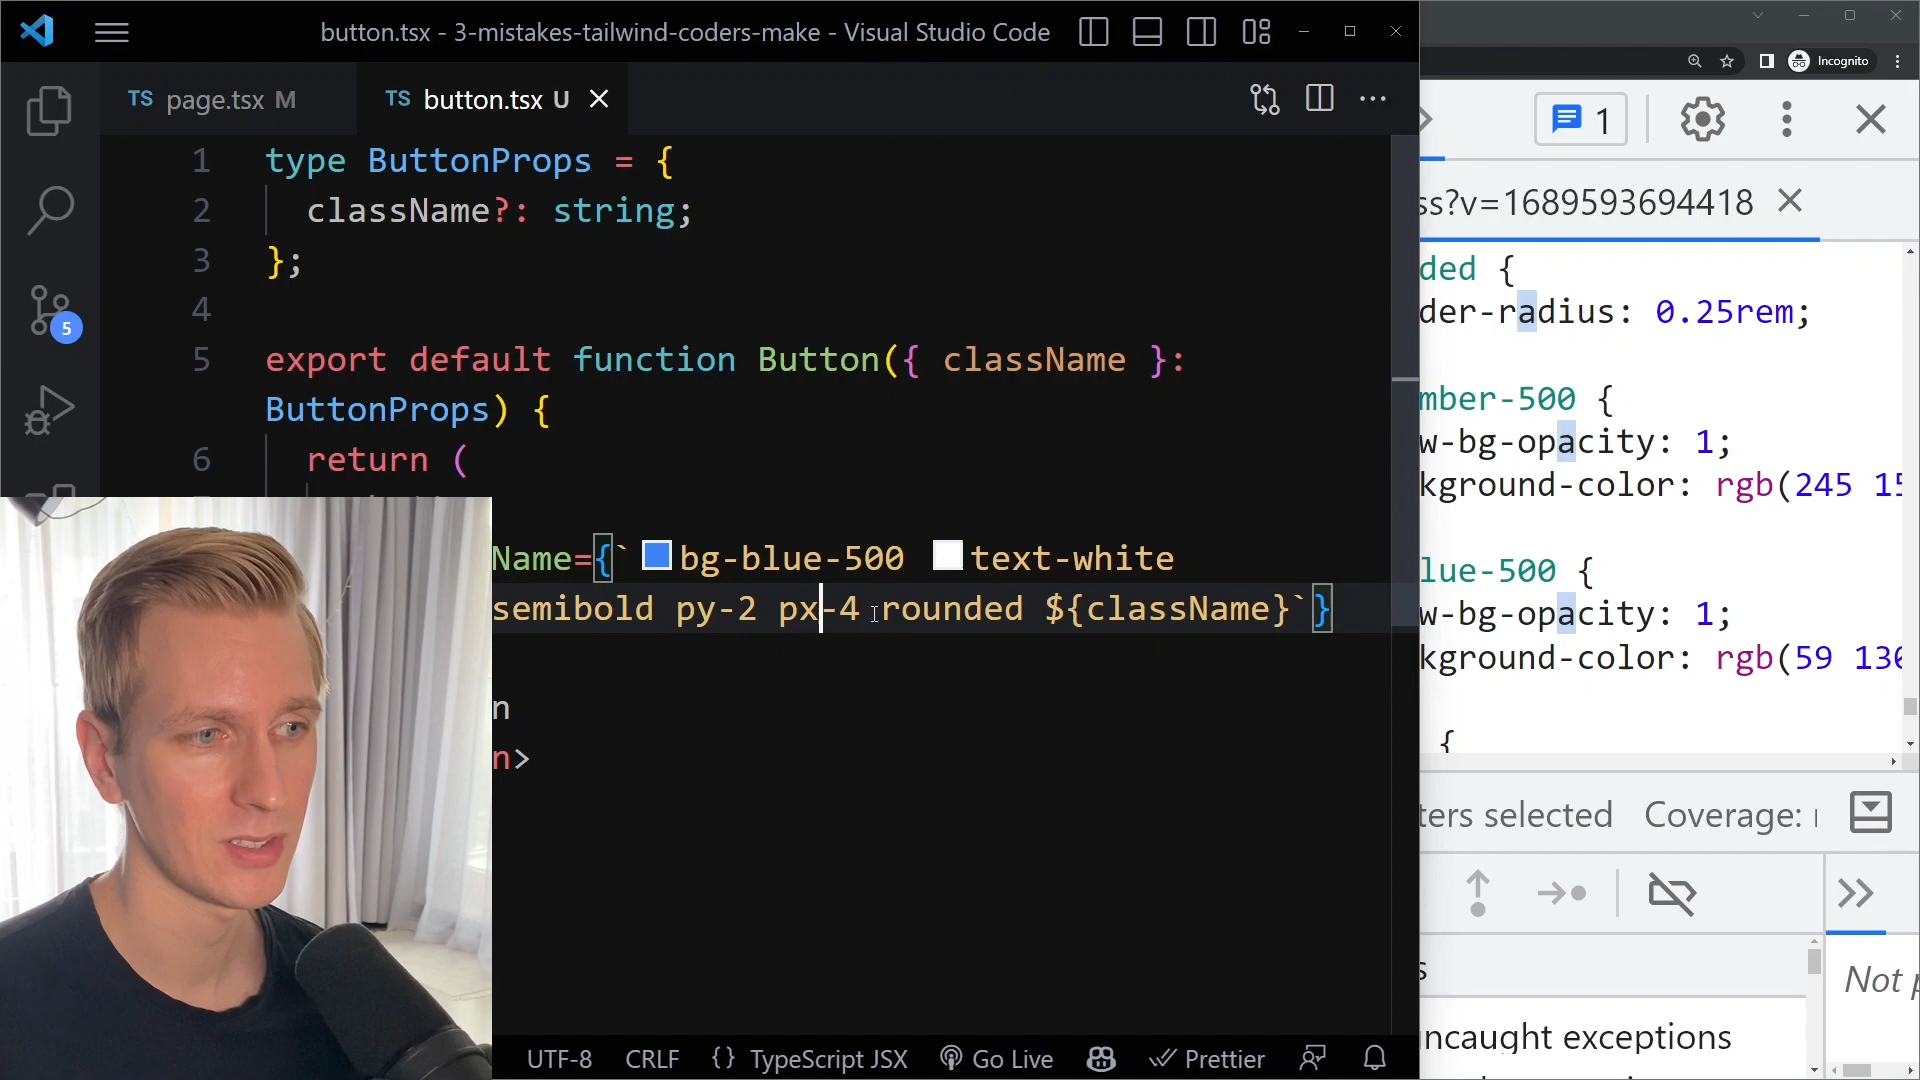 button.tsx - 3-mistakes-tailwind-coders-make - Visual Studio Code
Incognito
TS page.tsx M
TS button.tsx U
1
ss?v=1689593694418
1 type ButtonProps = {
2 className?: string;
3 };
4
5 export default function Button({ className }:
ButtonProps) {
6 return (
Name={` bg-blue-500 text-white
semibold py-2 px-4 rounded ${className}`}
n
n>
5
ded {
der-radius: 0.25rem;
mber-500 {
w-bg-opacity: 1;
kground-color: rgb(245 15
lue-500 {
w-bg-opacity: 1;
kground-color: rgb(59 130
{
ters selected Coverage:
s
Not p
ncaught exceptions
UTF-8 CRLF {} TypeScript JSX Go Live Prettier